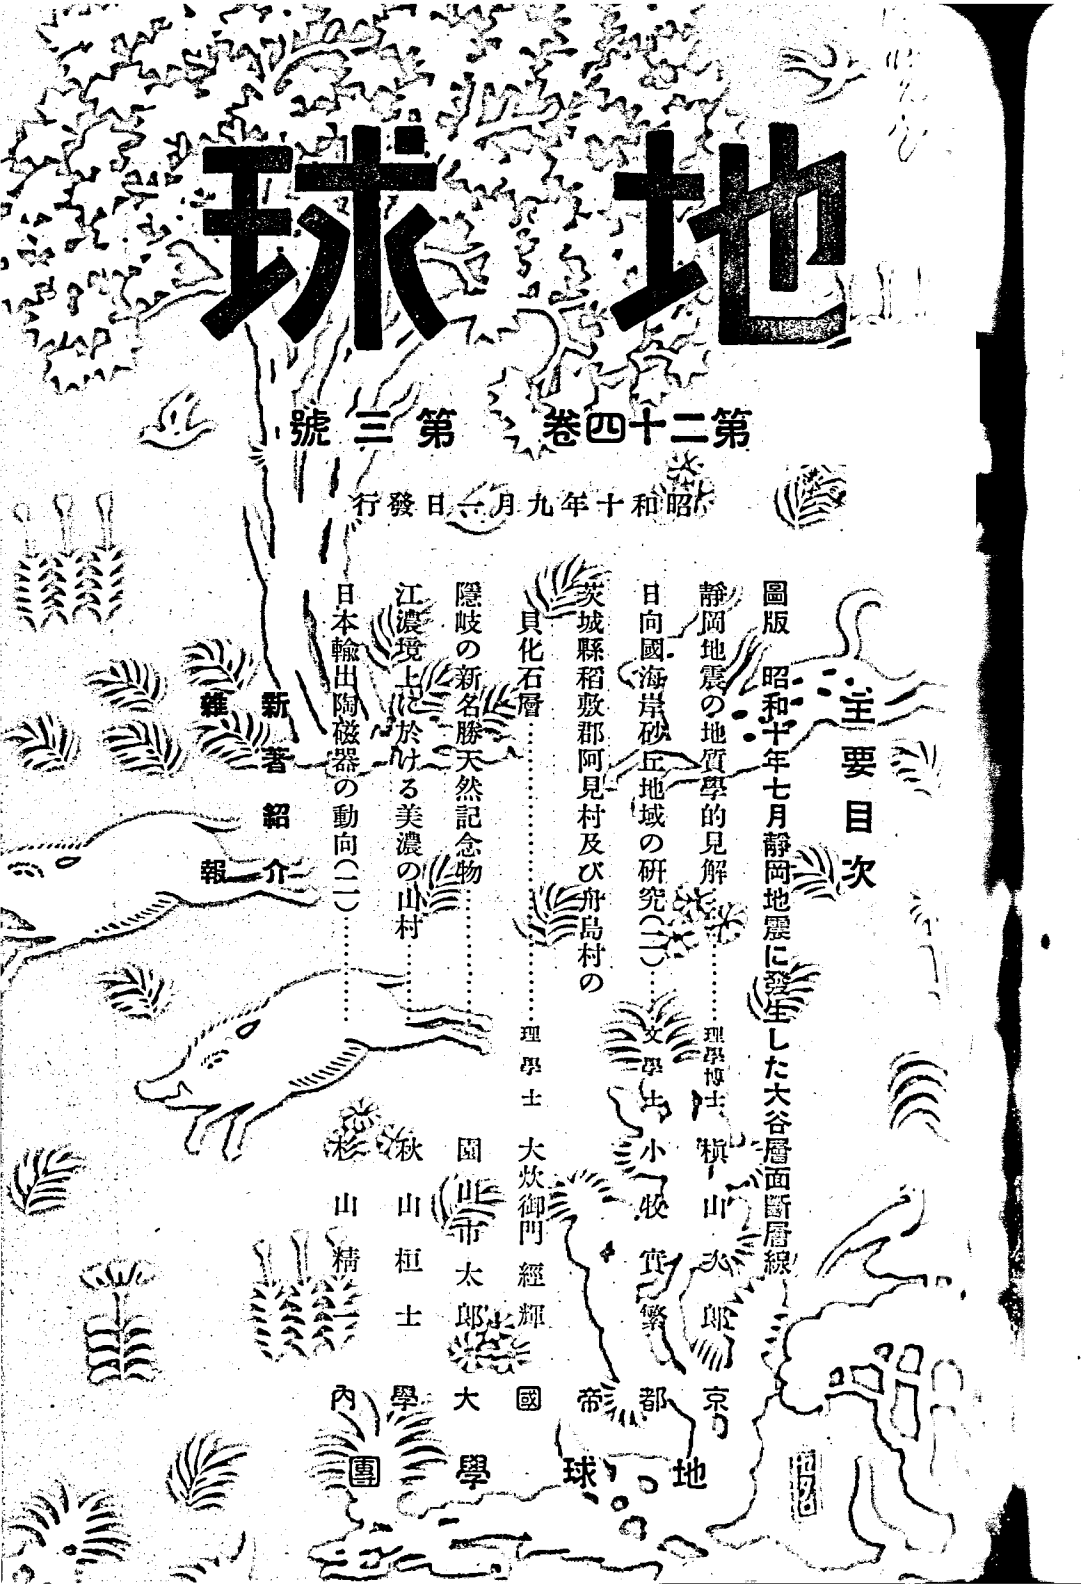 地球
第二十四卷　第三號
昭和十年九月一日發行
主要目次
圖版　昭和十年七月靜岡地震に發生した大谷層面斷層線
靜岡地震の地質學的見解……理學博士　槇山次郎
日向國海岸砂丘地域の研究(二)……文學士　小牧實繁
茨城縣稻敷郡阿見村及び舟島村の
貝化石層……理學士　大炊御門經輝
隱岐の新名勝天然記念物……園山市太郎
江濃境上に於ける美濃の山村……秋山桓士
日本輸出陶磁器の動向(二)……杉山精一
新著紹介
雜報
京都帝國大學內
地球學團